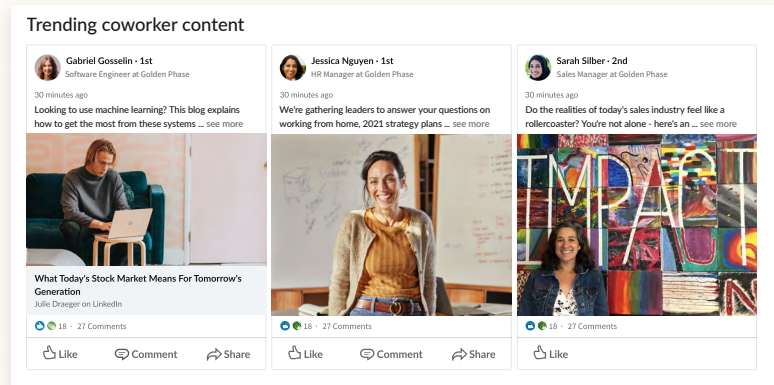 Trending coworker content
Gabriel Gosselin · 1st
Software Engineer at Golden Phase
30 minutes ago
Looking to use machine learning? This blog explains
how to get the most from these systems ... see more
What Today's Stock Market Means For Tomorrow's
Generation
Julie Draeger on LinkedIn
18 · 27 Comments
Like Comment Share
Jessica Nguyen · 1st
HR Manager at Golden Phase
30 minutes ago
We're gathering leaders to answer your questions on
working from home, 2021 strategy plans ... see more
18 · 27 Comments
Like Comment Share
Sarah Silber · 2nd
Sales Manager at Golden Phase
30 minutes ago
Do the realities of today's sales industry feel like a
rollercoaster? You're not alone - here's an ... see more
IMPACT
18 · 27 Comments
Like